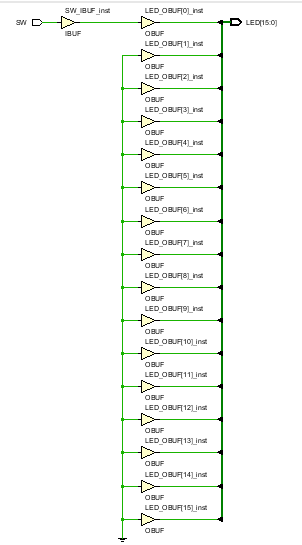 SW_IBUF_inst LED_OBUF[0]_inst
SW LED[15:0]
IBUF OBUF
LED_OBUF[1]_inst
OBUF
LED_OBUF[2]_inst
OBUF
LED_OBUF[3]_inst
OBUF
LED_OBUF[4]_inst
OBUF
LED_OBUF[5]_inst
OBUF
LED_OBUF[6]_inst
OBUF
LED_OBUF[7]_inst
OBUF
LED_OBUF[8]_inst
OBUF
LED_OBUF[9]_inst
OBUF
LED_OBUF[10]_inst
OBUF
LED_OBUF[11]_inst
OBUF
LED_OBUF[12]_inst
OBUF
LED_OBUF[13]_inst
OBUF
LED_OBUF[14]_inst
OBUF
LED_OBUF[15]_inst
OBUF